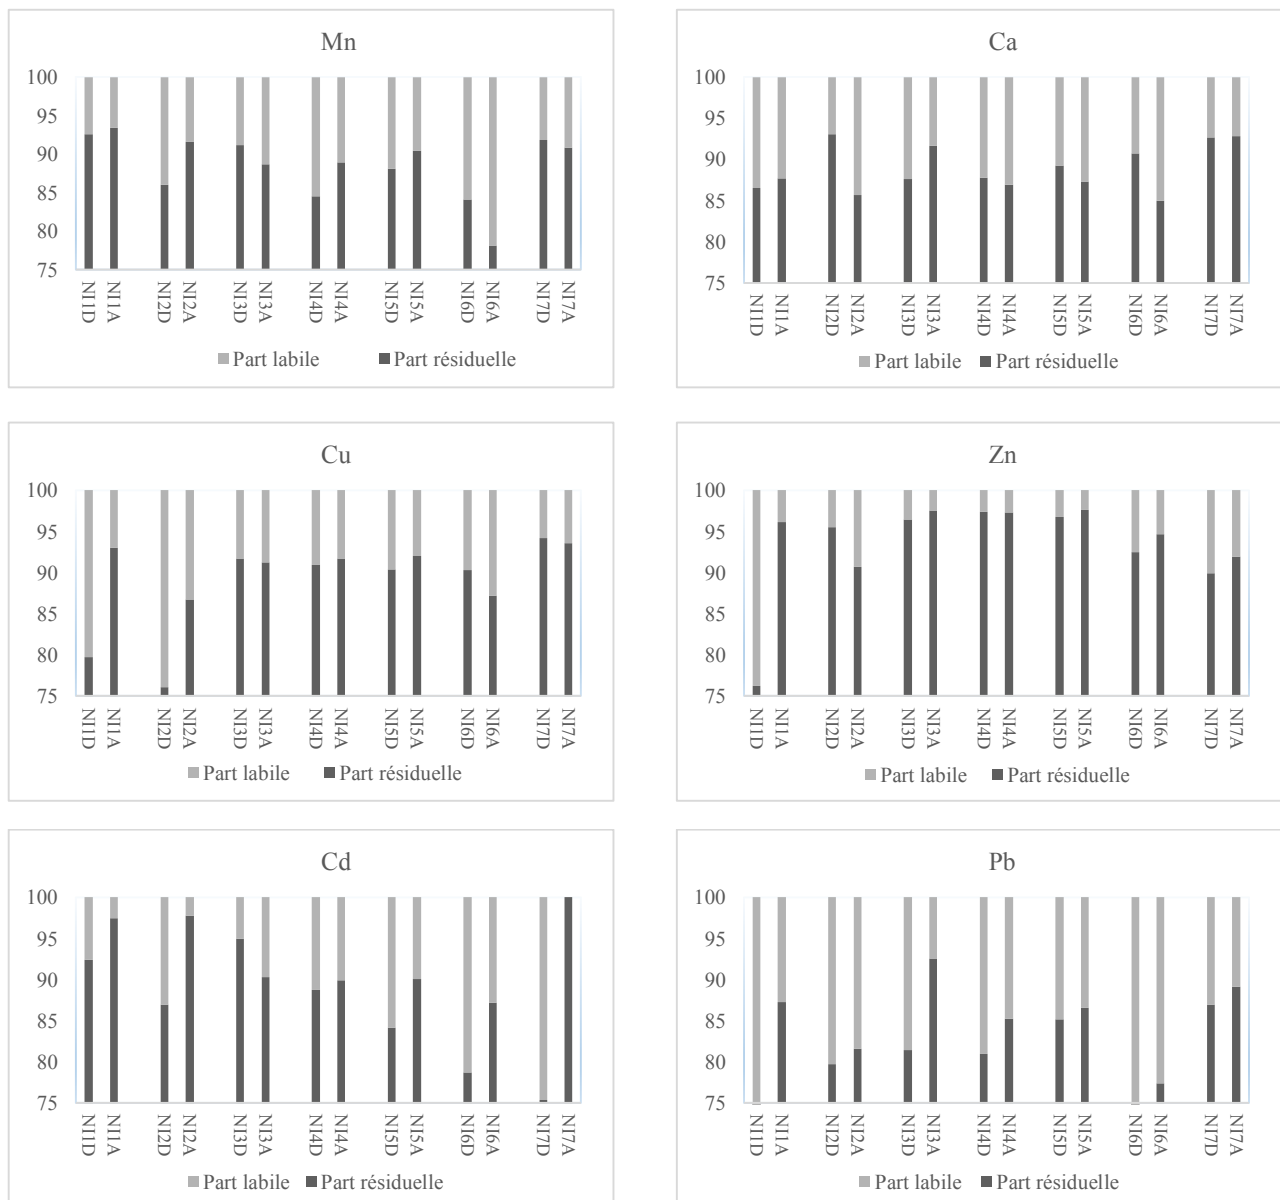 Mn
100
95
90
85
80
75
NI1D NI1A NI2D NI2A NI3D NI3A NI4D NI4A NI5D NI5A NI6D NI6A NI7D NI7A
Part labile Part résiduelle
Ca
100
95
90
85
80
75
NI1D NI1A NI2D NI2A NI3D NI3A NI4D NI4A NI5D NI5A NI6D NI6A NI7D NI7A
Part labile Part résiduelle
Cu
100
95
90
85
80
75
NI1D NI1A NI2D NI2A NI3D NI3A NI4D NI4A NI5D NI5A NI6D NI6A NI7D NI7A
Part labile Part résiduelle
Zn
100
95
90
85
80
75
NI1D NI1A NI2D NI2A NI3D NI3A NI4D NI4A NI5D NI5A NI6D NI6A NI7D NI7A
Part labile Part résiduelle
Cd
100
95
90
85
80
75
NI1D NI1A NI2D NI2A NI3D NI3A NI4D NI4A NI5D NI5A NI6D NI6A NI7D NI7A
Part labile Part résiduelle
Pb
100
95
90
85
80
75
NI1D NI1A NI2D NI2A NI3D NI3A NI4D NI4A NI5D NI5A NI6D NI6A NI7D NI7A
Part labile Part résiduelle